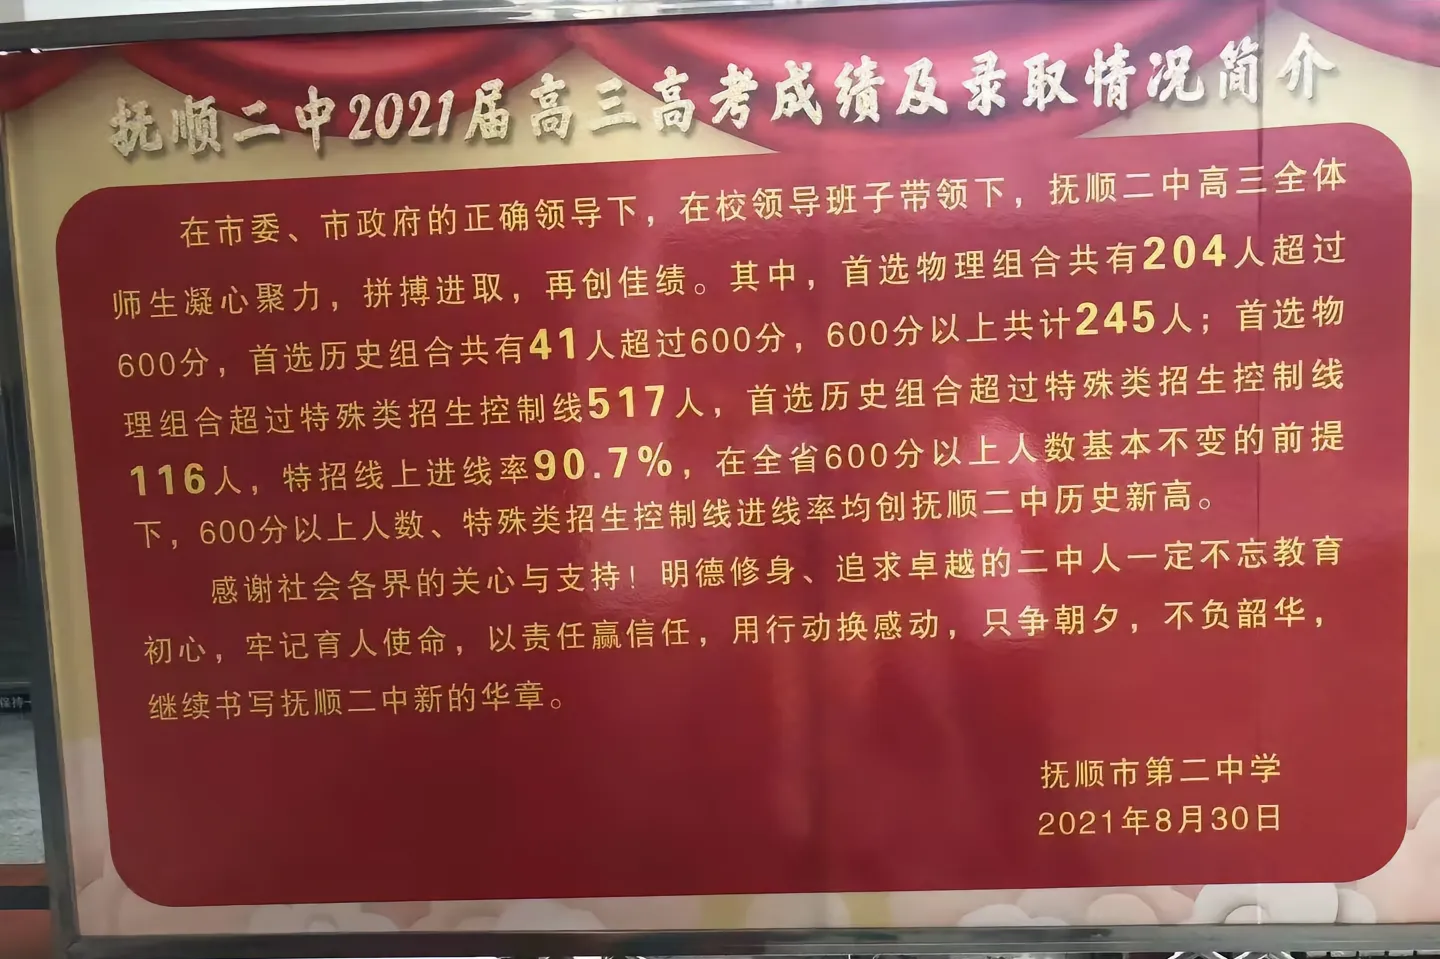 抚顺二中2021届高三高考成绩及录取情况简介
在市委、市政府的正确领导下，在校领导班子带领下，抚顺二中高三全体
师生凝心聚力，拼搏进取，再创佳绩。其中，首选物理组合共有204人超过
600分，首选历史组合共有41人超过600分，600分以上共计245人；首选物
理组合超过特殊类招生控制线517人，首选历史组合超过特殊类招生控制线
116人，特招线上进线率90.7%，在全省600分以上人数基本不变的前提
下，600分以上人数、特殊类招生控制线进线率均创抚顺二中历史新高。
感谢社会各界的关心与支持！明德修身、追求卓越的二中人一定不忘教育
初心，牢记育人使命，以责任赢信任，用行动换感动，只争朝夕，不负韶华，
继续书写抚顺二中新的华章。
抚顺市第二中学
2021年8月30日